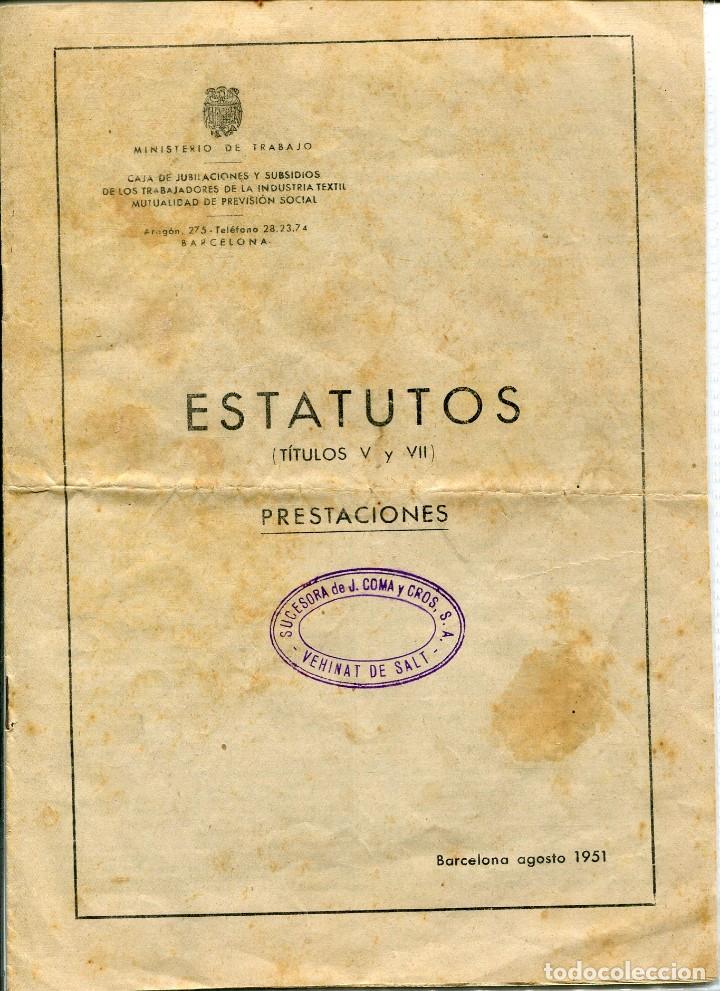 MINISTERIO DE TRABAJO
CAJA DE JUBILACIONES Y SUBSIDIOS
DE LOS TRABAJADORES DE LA INDUSTRIA TEXTIL
MUTUALIDAD DE PREVISIÓN SOCIAL
Aragón, 275 - Teléfono 28.23.74
BARCELONA
ESTATUTOS
(TÍTULOS V y VII)
PRESTACIONES
SUCESORA de J. COMA y CROS, S. A.
- VEHINAT DE SALT -
Barcelona agosto 1951
todocoleccion